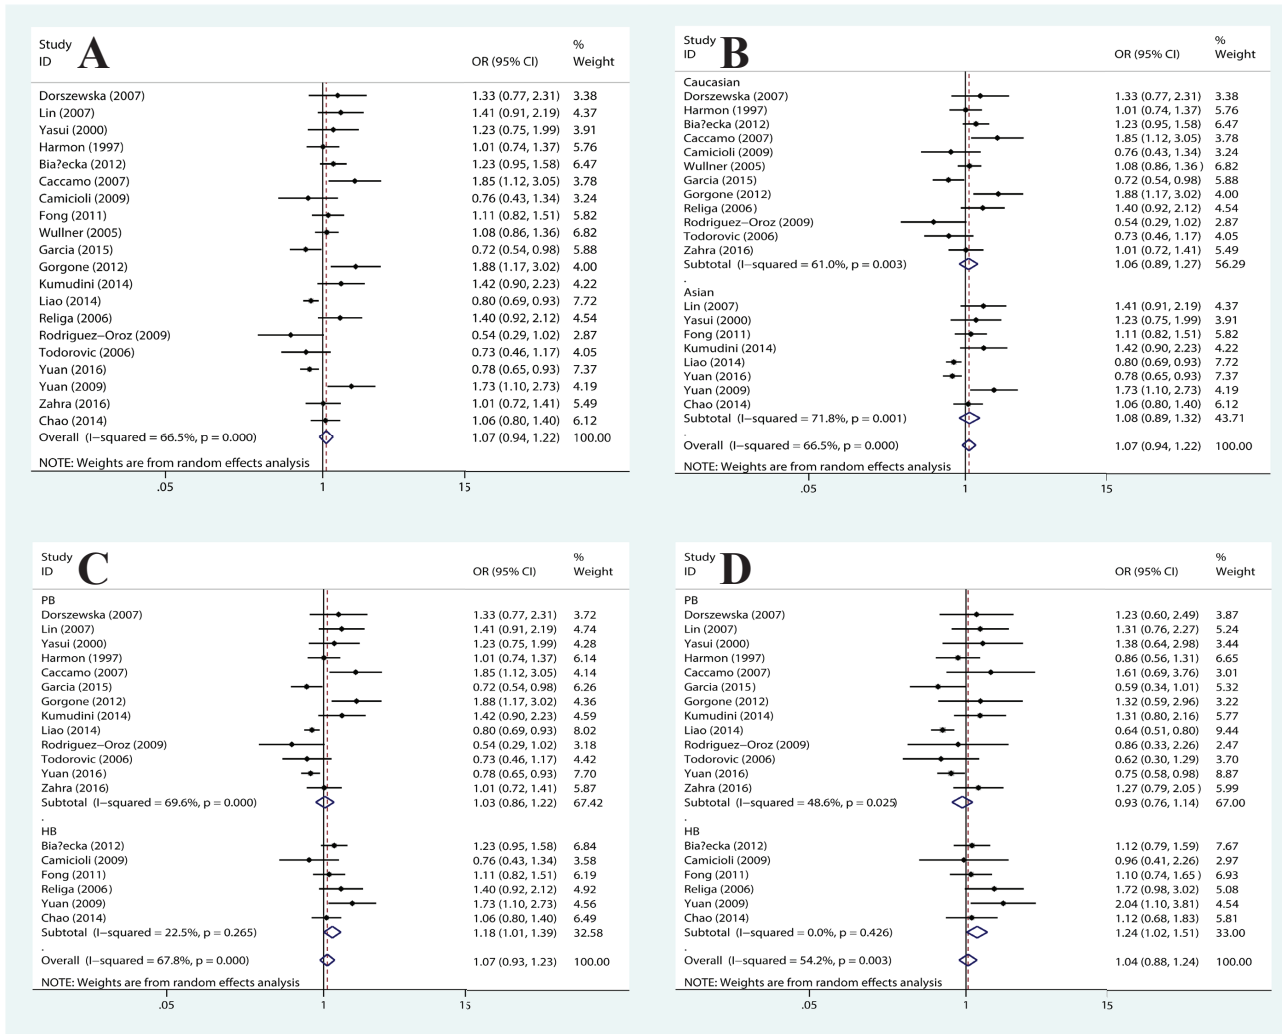 A
Study %
ID OR (95% CI) Weight
Dorszewska (2007) 1.33 (0.77, 2.31) 3.38
Lin (2007) 1.41 (0.91, 2.19) 4.37
Yasui (2000) 1.23 (0.75, 1.99) 3.91
Harmon (1997) 1.01 (0.74, 1.37) 5.76
Bia?ecka (2012) 1.23 (0.95, 1.58) 6.47
Caccamo (2007) 1.85 (1.12, 3.05) 3.78
Camicioli (2009) 0.76 (0.43, 1.34) 3.24
Fong (2011) 1.11 (0.82, 1.51) 5.82
Wullner (2005) 1.08 (0.86, 1.36) 6.82
Garcia (2015) 0.72 (0.54, 0.98) 5.88
Gorgone (2012) 1.88 (1.17, 3.02) 4.00
Kumudini (2014) 1.42 (0.90, 2.23) 4.22
Liao (2014) 0.80 (0.69, 0.93) 7.72
Religa (2006) 1.40 (0.92, 2.12) 4.54
Rodriguez−Oroz (2009) 0.54 (0.29, 1.02) 2.87
Todorovic (2006) 0.73 (0.46, 1.17) 4.05
Yuan (2016) 0.78 (0.65, 0.93) 7.37
Yuan (2009) 1.73 (1.10, 2.73) 4.19
Zahra (2016) 1.01 (0.72, 1.41) 5.49
Chao (2014) 1.06 (0.80, 1.40) 6.12
Overall (I−squared = 66.5%, p = 0.000) 1.07 (0.94, 1.22) 100.00
NOTE: Weights are from random effects analysis
.05 1 15
B
Study %
ID OR (95% CI) Weight
Caucasian
Dorszewska (2007) 1.33 (0.77, 2.31) 3.38
Harmon (1997) 1.01 (0.74, 1.37) 5.76
Bia?ecka (2012) 1.23 (0.95, 1.58) 6.47
Caccamo (2007) 1.85 (1.12, 3.05) 3.78
Camicioli (2009) 0.76 (0.43, 1.34) 3.24
Wullner (2005) 1.08 (0.86, 1.36 ) 6.82
Garcia (2015) 0.72 (0.54, 0.98) 5.88
Gorgone (2012) 1.88 (1.17, 3.02) 4.00
Religa (2006) 1.40 (0.92, 2.12) 4.54
Rodriguez−Oroz (2009) 0.54 (0.29, 1.02) 2.87
Todorovic (2006) 0.73 (0.46, 1.17) 4.05
Zahra (2016) 1.01 (0.72, 1.41) 5.49
Subtotal (I−squared = 61.0%, p = 0.003) 1.06 (0.89, 1.27) 56.29
.
Asian
Lin (2007) 1.41 (0.91, 2.19) 4.37
Yasui (2000) 1.23 (0.75, 1.99) 3.91
Fong (2011) 1.11 (0.82, 1.51) 5.82
Kumudini (2014) 1.42 (0.90, 2.23) 4.22
Liao (2014) 0.80 (0.69, 0.93) 7.72
Yuan (2016) 0.78 (0.65, 0.93) 7.37
Yuan (2009) 1.73 (1.10, 2.73) 4.19
Chao (2014) 1.06 (0.80, 1.40) 6.12
Subtotal (I−squared = 71.8%, p = 0.001) 1.08 (0.89, 1.32) 43.71
.
Overall (I−squared = 66.5%, p = 0.000) 1.07 (0.94, 1.22) 100.00
NOTE: Weights are from random effects analysis
.05 1 15
C
Study %
ID OR (95% CI) Weight
PB
Dorszewska (2007) 1.33 (0.77, 2.31) 3.72
Lin (2007) 1.41 (0.91, 2.19) 4.74
Yasui (2000) 1.23 (0.75, 1.99) 4.28
Harmon (1997) 1.01 (0.74, 1.37) 6.14
Caccamo (2007) 1.85 (1.12, 3.05) 4.14
Garcia (2015) 0.72 (0.54, 0.98) 6.26
Gorgone (2012) 1.88 (1.17, 3.02) 4.36
Kumudini (2014) 1.42 (0.90, 2.23) 4.59
Liao (2014) 0.80 (0.69, 0.93) 8.02
Rodriguez−Oroz (2009) 0.54 (0.29, 1.02) 3.18
Todorovic (2006) 0.73 (0.46, 1.17) 4.42
Yuan (2016) 0.78 (0.65, 0.93) 7.70
Zahra (2016) 1.01 (0.72, 1.41) 5.87
Subtotal (I−squared = 69.6%, p = 0.000) 1.03 (0.86, 1.22) 67.42
.
HB
Bia?ecka (2012) 1.23 (0.95, 1.58) 6.84
Camicioli (2009) 0.76 (0.43, 1.34) 3.58
Fong (2011) 1.11 (0.82, 1.51) 6.19
Religa (2006) 1.40 (0.92, 2.12) 4.92
Yuan (2009) 1.73 (1.10, 2.73) 4.56
Chao (2014) 1.06 (0.80, 1.40) 6.49
Subtotal (I−squared = 22.5%, p = 0.265) 1.18 (1.01, 1.39) 32.58
.
Overall (I−squared = 67.8%, p = 0.000) 1.07 (0.93, 1.23) 100.00
NOTE: Weights are from random effects analysis
.05 1 15
D
Study %
ID OR (95% CI) Weight
PB
Dorszewska (2007) 1.23 (0.60, 2.49) 3.87
Lin (2007) 1.31 (0.76, 2.27) 5.24
Yasui (2000) 1.38 (0.64, 2.98) 3.44
Harmon (1997) 0.86 (0.56, 1.31) 6.65
Caccamo (2007) 1.61 (0.69, 3.76) 3.01
Garcia (2015) 0.59 (0.34, 1.01) 5.32
Gorgone (2012) 1.32 (0.59, 2.96) 3.22
Kumudini (2014) 1.31 (0.80, 2.16) 5.77
Liao (2014) 0.64 (0.51, 0.80) 9.44
Rodriguez−Oroz (2009) 0.86 (0.33, 2.26) 2.47
Todorovic (2006) 0.62 (0.30, 1.29) 3.70
Yuan (2016) 0.75 (0.58, 0.98) 8.87
Zahra (2016) 1.27 (0.79, 2.05 ) 5.99
Subtotal (I−squared = 48.6%, p = 0.025) 0.93 (0.76, 1.14) 67.00
.
HB
Bia?ecka (2012) 1.12 (0.79, 1.59) 7.67
Camicioli (2009) 0.96 (0.41, 2.26) 2.97
Fong (2011) 1.10 (0.74, 1.65 ) 6.93
Religa (2006) 1.72 (0.98, 3.02) 5.08
Yuan (2009) 2.04 (1.10, 3.81) 4.54
Chao (2014) 1.12 (0.68, 1.83) 5.81
Subtotal (I−squared = 0.0%, p = 0.426) 1.24 (1.02, 1.51) 33.00
.
Overall (I−squared = 54.2%, p = 0.003) 1.04 (0.88, 1.24) 100.00
NOTE: Weights are from random effects analysis
.05 1 15